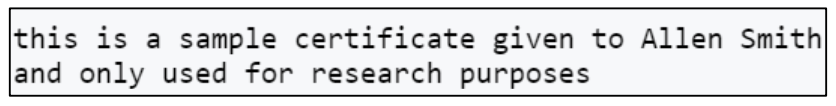 this is a sample certificate given to Allen Smith
and only used for research purposes